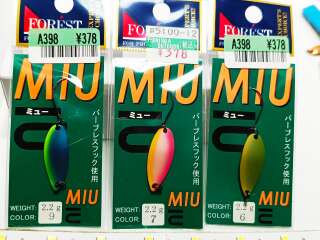 FOREST
A398 ¥378
MIU
ミュー
バーブレスフック使用
MIU
WEIGHT: 2.2g
COLOR: 9
FOREST
¥378
MIU
ミュー
バーブレスフック使用
MIU
WEIGHT: 2.2g
COLOR: 7
FOREST
A398 ¥378
MIU
ミュー
バーブレスフック使用
MIU
WEIGHT: 2.2g
COLOR: 6